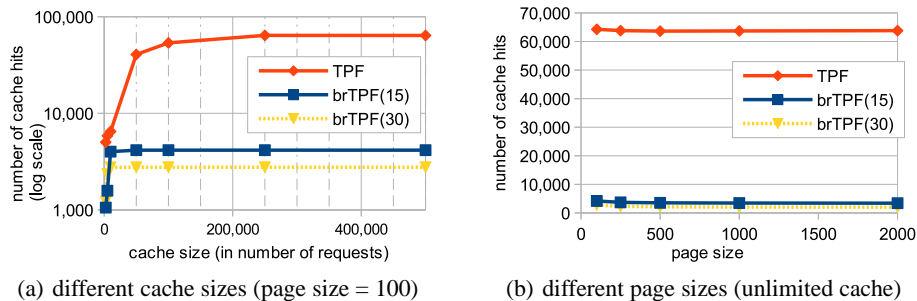 100,000
10,000
1,000
0
200,000
400,000
number of cache hits
(log scale)
cache size (in number of requests)
TPF
brTPF(15)
brTPF(30)
(a) different cache sizes (page size = 100)
70,000
60,000
50,000
40,000
30,000
20,000
10,000
0
0
500
1000
1500
2000
number of cache hits
page size
TPF
brTPF(15)
brTPF(30)
(b) different page sizes (unlimited cache)